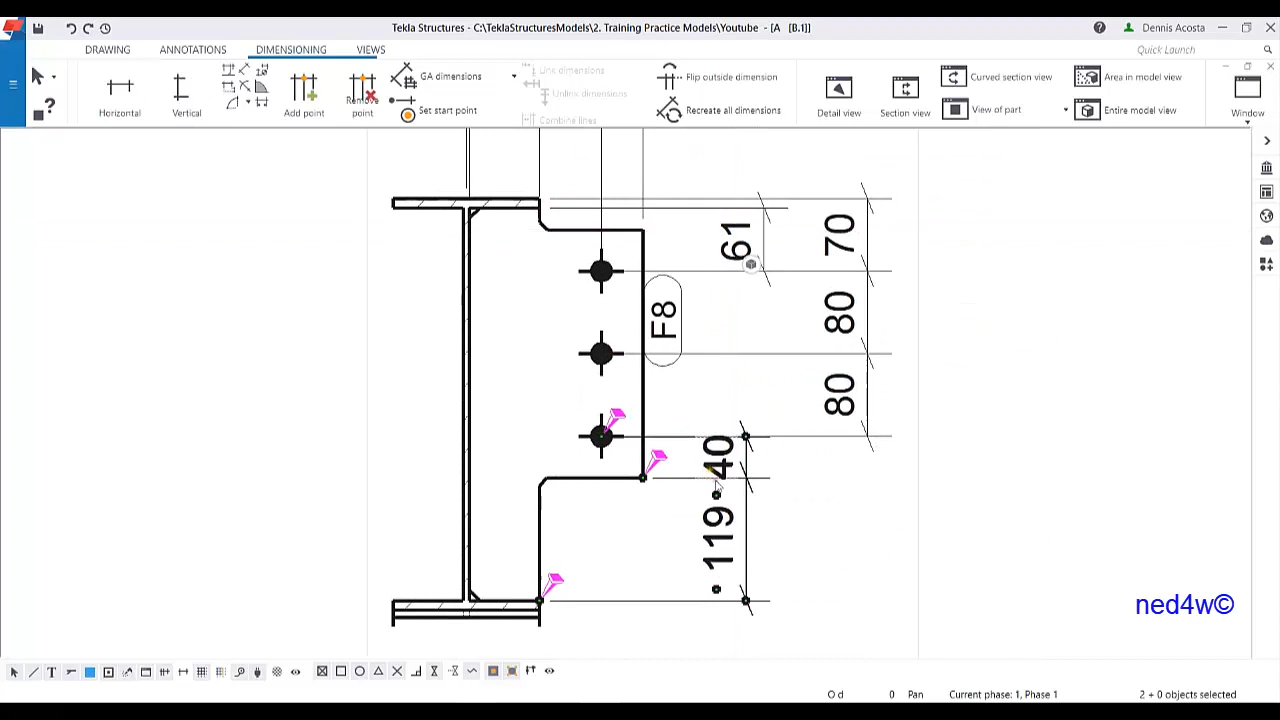 Tekla Structures - C:\TeklaStructuresModels\2. Training Practice Models\Youtube - [A [B.1]]
Dennis Acosta
DRAWING
ANNOTATIONS
DIMENSIONING
VIEWS
Quick Launch
Horizontal
Vertical
Add point
Remove point
GA dimensions
Set start point
Link dimensions
Unlink dimensions
Combine lines
Flip outside dimension
Recreate all dimensions
Detail view
Section view
Curved section view
View of part
Area in model view
Entire model view
Window
61
70
80
80
F8
40
119
ned4w©
O d
0
Pan
Current phase: 1, Phase 1
2 + 0 objects selected